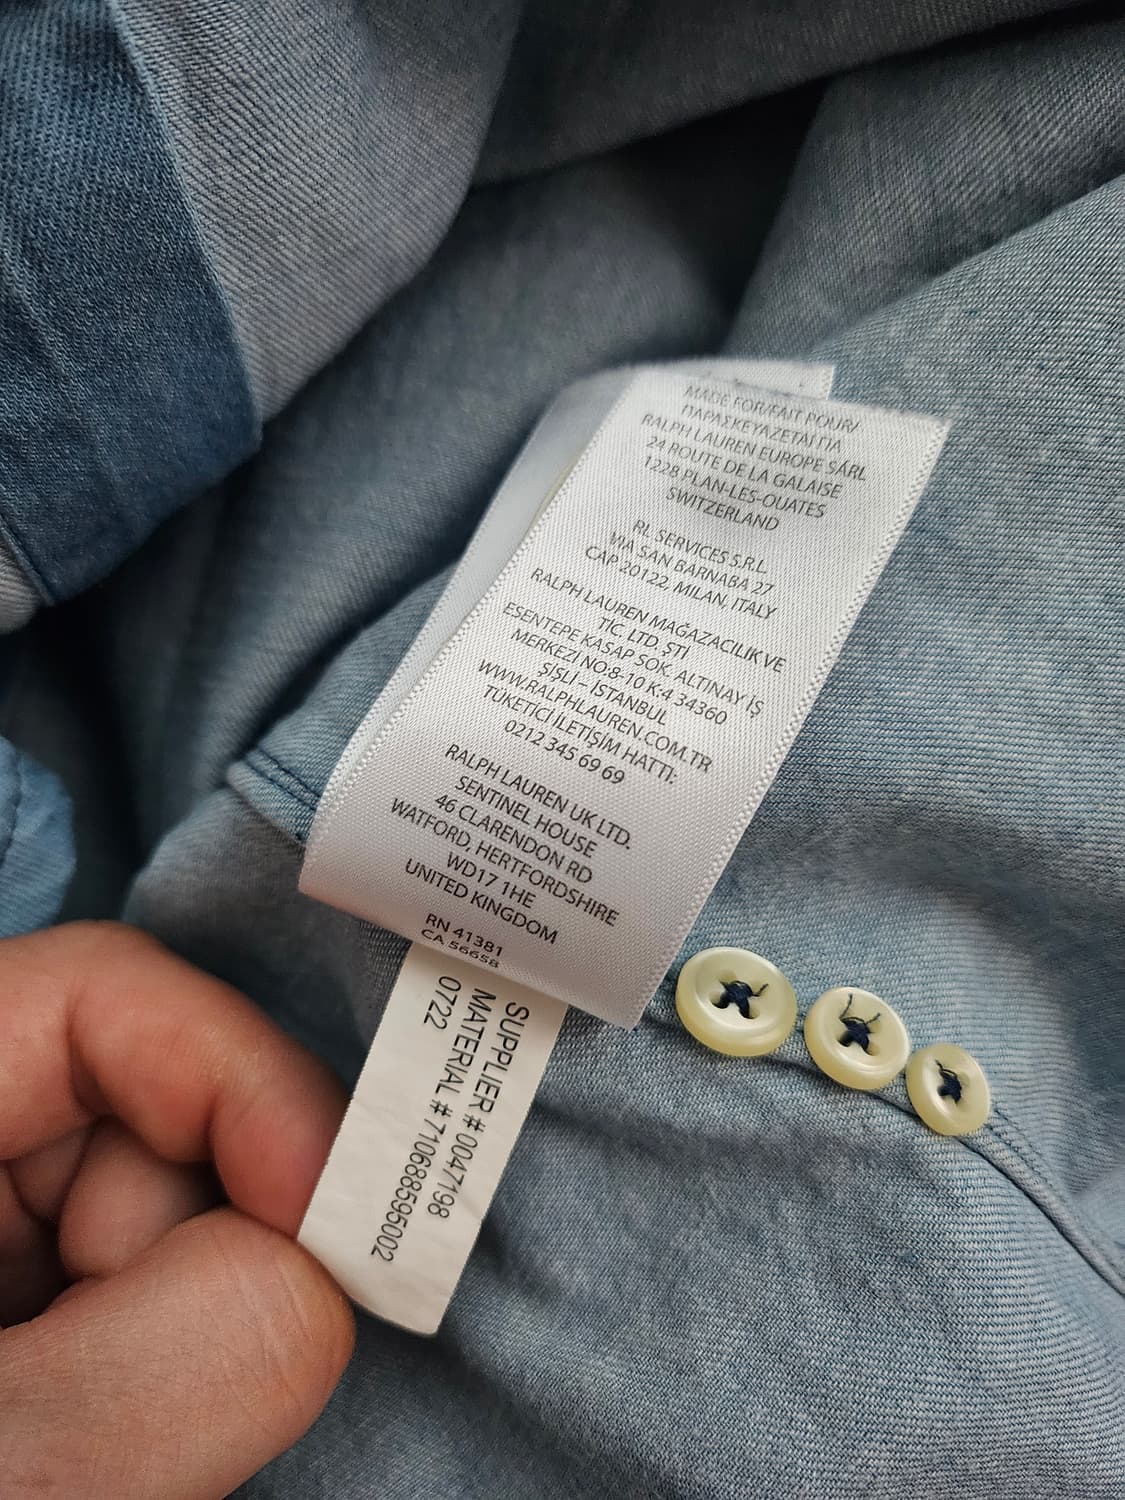 MADE FOR/FAIT POUR/
ΠΑΡΑΣΚΕΥΑΖΕΤΑΙ ΓΙΑ
RALPH LAUREN EUROPE SÁRL
24 ROUTE DE LA GALAISE
1228 PLAN-LES-OUATES
SWITZERLAND
RL SERVICES S.R.L
VIA SAN BARNABA 27
CAP 20122, MILAN, ITALY
RALPH LAUREN MAĞAZACILIK VE
TİC. LTD. ŞTİ
ESENTEPE KASAP SOK. ALTINAY İŞ
MERKEZİ NO:8-10 K:4 34360
ŞİŞLİ – İSTANBUL
WWW.RALPHLAUREN.COM.TR
TÜKETİCİ İLETİŞİM HATTI:
0212 345 69 69
RALPH LAUREN UK LTD.
SENTINEL HOUSE
46 CLARENDON RD
WATFORD, HERTFORDSHIRE
WD17 1HE
UNITED KINGDOM
RN 41381
CA 56658
SUPPLIER # 0047198
MATERIAL # 710688595002
0722